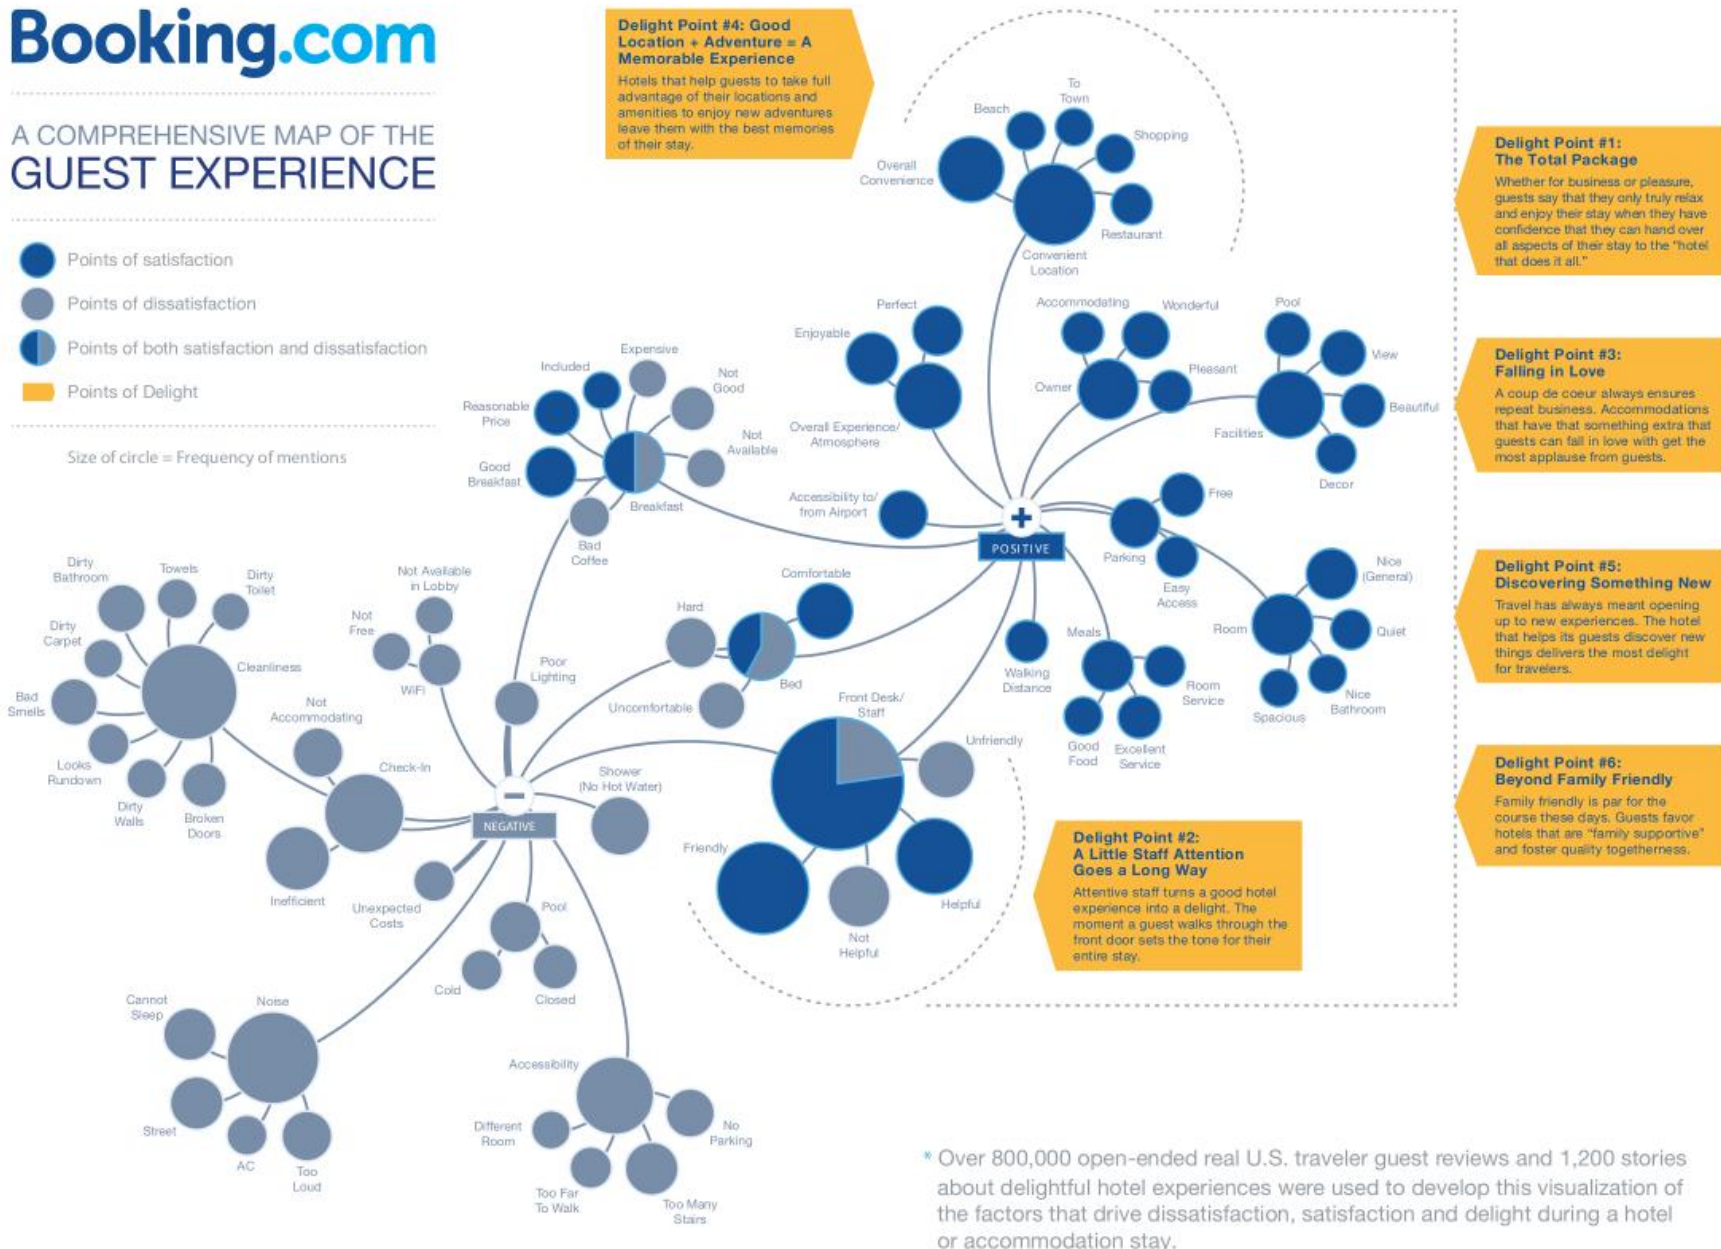 Booking.com
A COMPREHENSIVE MAP OF THE
GUEST EXPERIENCE
Points of satisfaction
Points of dissatisfaction
Points of both satisfaction and dissatisfaction
Points of Delight
Size of circle = Frequency of mentions
Delight Point #4: Good
Location + Adventure = A
Memorable Experience
Hotels that help guests to take full
advantage of their locations and
amenities to enjoy new adventures
leave them with the best memories
of their stay.
To
Town
Beach
Shopping
Overall
Convenience
Restaurant
Convenient
Location
Delight Point #1:
The Total Package
Whether for business or pleasure,
guests say that they only truly relax
and enjoy their stay when they have
confidence that they can hand over
all aspects of their stay to the "hotel
that does it all."
Perfect
Enjoyable
Overall Experience/
Atmosphere
Accommodating
Wonderful
Pleasant
Owner
Pool
View
Beautiful
Facilities
Decor
Delight Point #3:
Falling in Love
A coup de coeur always ensures
repeat business. Accommodations
that have that something extra that
guests can fall in love with get the
most applause from guests.
Expensive
Included
Not
Good
Reasonable
Price
Not
Available
Good
Breakfast
Breakfast
Bad
Coffee
Accessibility to/
from Airport
+
POSITIVE
Free
Parking
Easy
Access
Nice
(General)
Room
Quiet
Nice
Bathroom
Spacious
Delight Point #5:
Discovering Something New
Travel has always meant opening
up to new experiences. The hotel
that helps its guests discover new
things delivers the most delight
for travelers.
Dirty
Bathroom
Towels
Dirty
Toilet
Dirty
Carpet
Cleanliness
Bad
Smells
Looks
Rundown
Dirty
Walls
Broken
Doors
Not Available
in Lobby
Not
Free
WiFi
Poor
Lighting
Comfortable
Hard
Bed
Uncomfortable
Walking
Distance
Meals
Room
Service
Good
Food
Excellent
Service
Not
Accommodating
Check-In
Inefficient
–
NEGATIVE
Shower
(No Hot Water)
Front Desk/
Staff
Unfriendly
Friendly
Helpful
Not
Helpful
Delight Point #6:
Beyond Family Friendly
Family friendly is par for the
course these days. Guests favor
hotels that are "family supportive"
and foster quality togetherness.
Delight Point #2:
A Little Staff Attention
Goes a Long Way
Attentive staff turns a good hotel
experience into a delight. The
moment a guest walks through the
front door sets the tone for their
entire stay.
Unexpected
Costs
Pool
Cold
Closed
Cannot
Sleep
Noise
Street
AC
Too
Loud
Accessibility
Different
Room
No
Parking
Too Far
To Walk
Too Many
Stairs
* Over 800,000 open-ended real U.S. traveler guest reviews and 1,200 stories
about delightful hotel experiences were used to develop this visualization of
the factors that drive dissatisfaction, satisfaction and delight during a hotel
or accommodation stay.